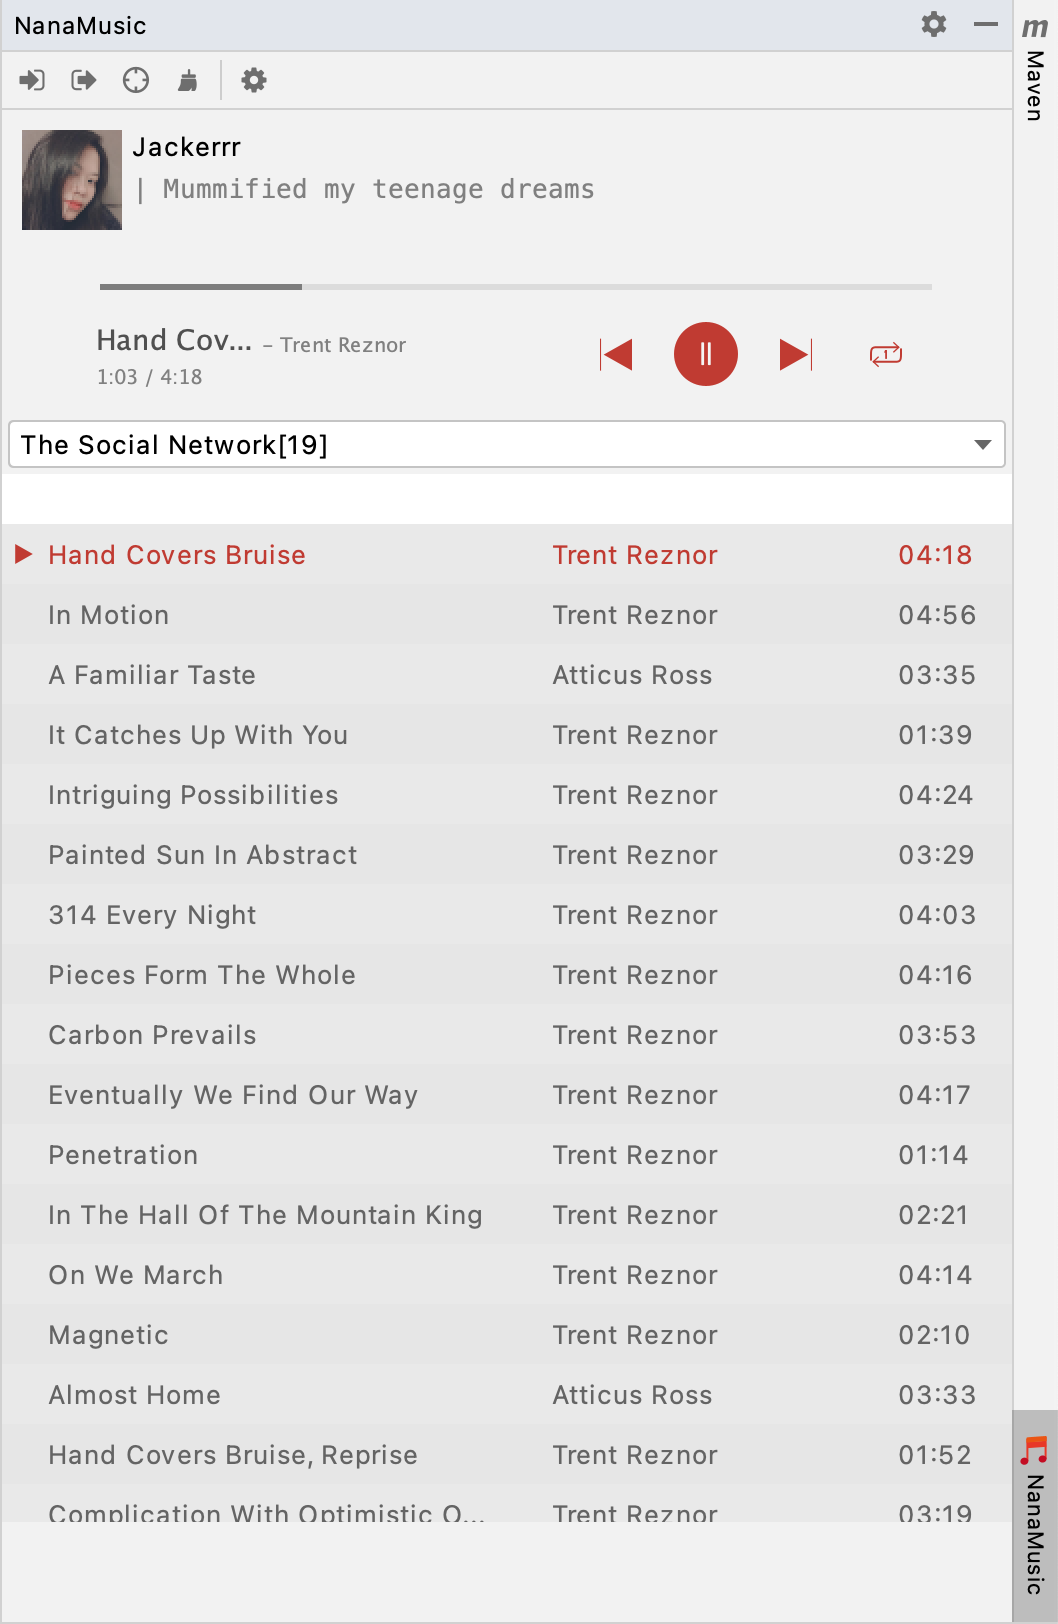 NanaMusic
m
Maven
Jackerrr
| Mummified my teenage dreams
Hand Cov... – Trent Reznor
1:03 / 4:18
1
The Social Network[19]
Hand Covers Bruise Trent Reznor 04:18
In Motion Trent Reznor 04:56
A Familiar Taste Atticus Ross 03:35
It Catches Up With You Trent Reznor 01:39
Intriguing Possibilities Trent Reznor 04:24
Painted Sun In Abstract Trent Reznor 03:29
314 Every Night Trent Reznor 04:03
Pieces Form The Whole Trent Reznor 04:16
Carbon Prevails Trent Reznor 03:53
Eventually We Find Our Way Trent Reznor 04:17
Penetration Trent Reznor 01:14
In The Hall Of The Mountain King Trent Reznor 02:21
On We March Trent Reznor 04:14
Magnetic Trent Reznor 02:10
Almost Home Atticus Ross 03:33
Hand Covers Bruise, Reprise Trent Reznor 01:52
Complication With Optimistic O... Trent Reznor 03:19
NanaMusic